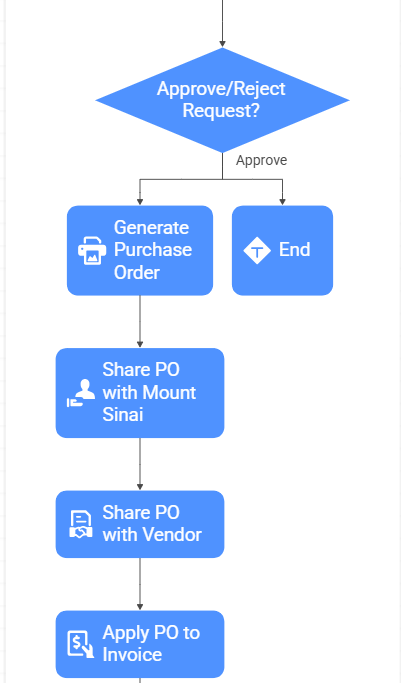 Approve/Reject
Request?
Approve
Generate
Purchase
Order
End
Share PO
with Mount
Sinai
Share PO
with Vendor
Apply PO to
Invoice